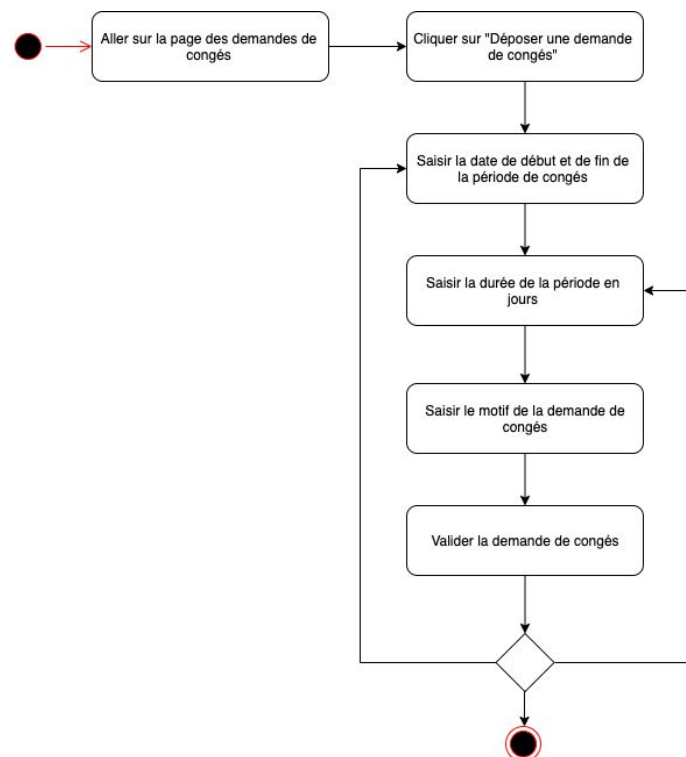 Aller sur la page des demandes de
congés
Cliquer sur "Déposer une demande
de congés"
Saisir la date de début et de fin de
la période de congés
Saisir la durée de la période en
jours
Saisir le motif de la demande de
congés
Valider la demande de congés